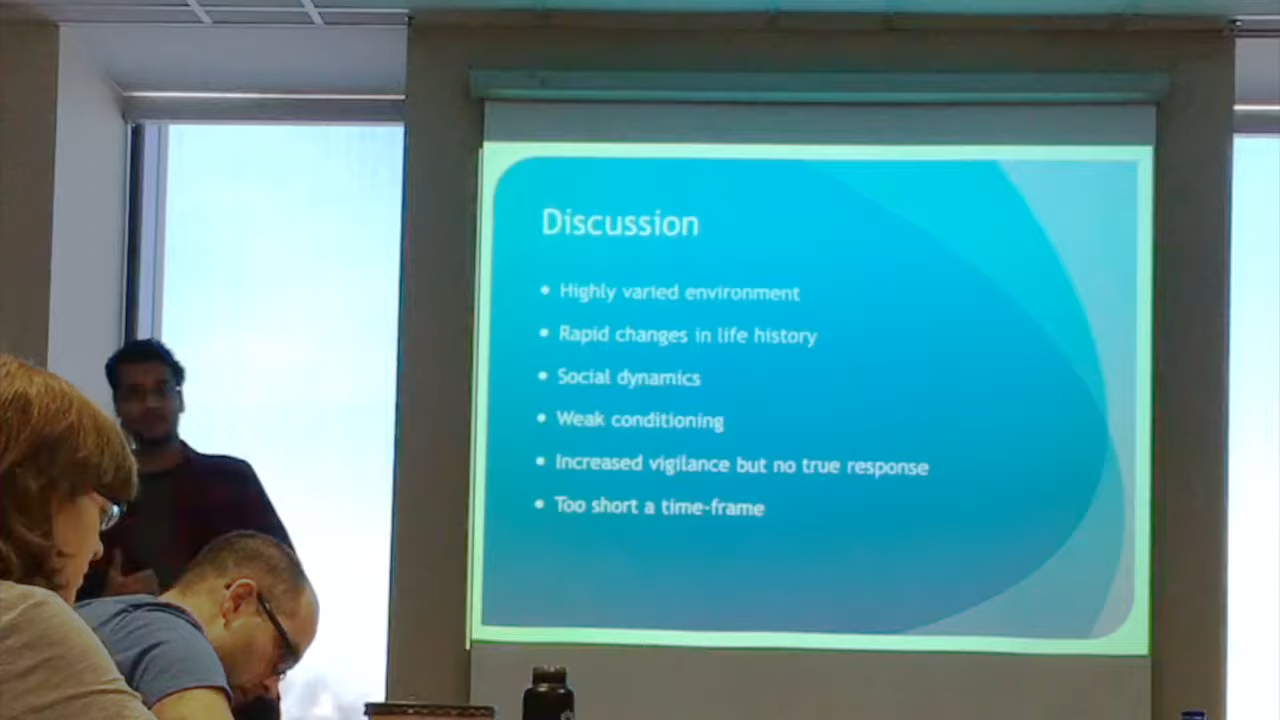 Discussion
• Highly varied environment
• Rapid changes in life history
• Social dynamics
• Weak conditioning
• Increased vigilance but no true response
• Too short a time-frame